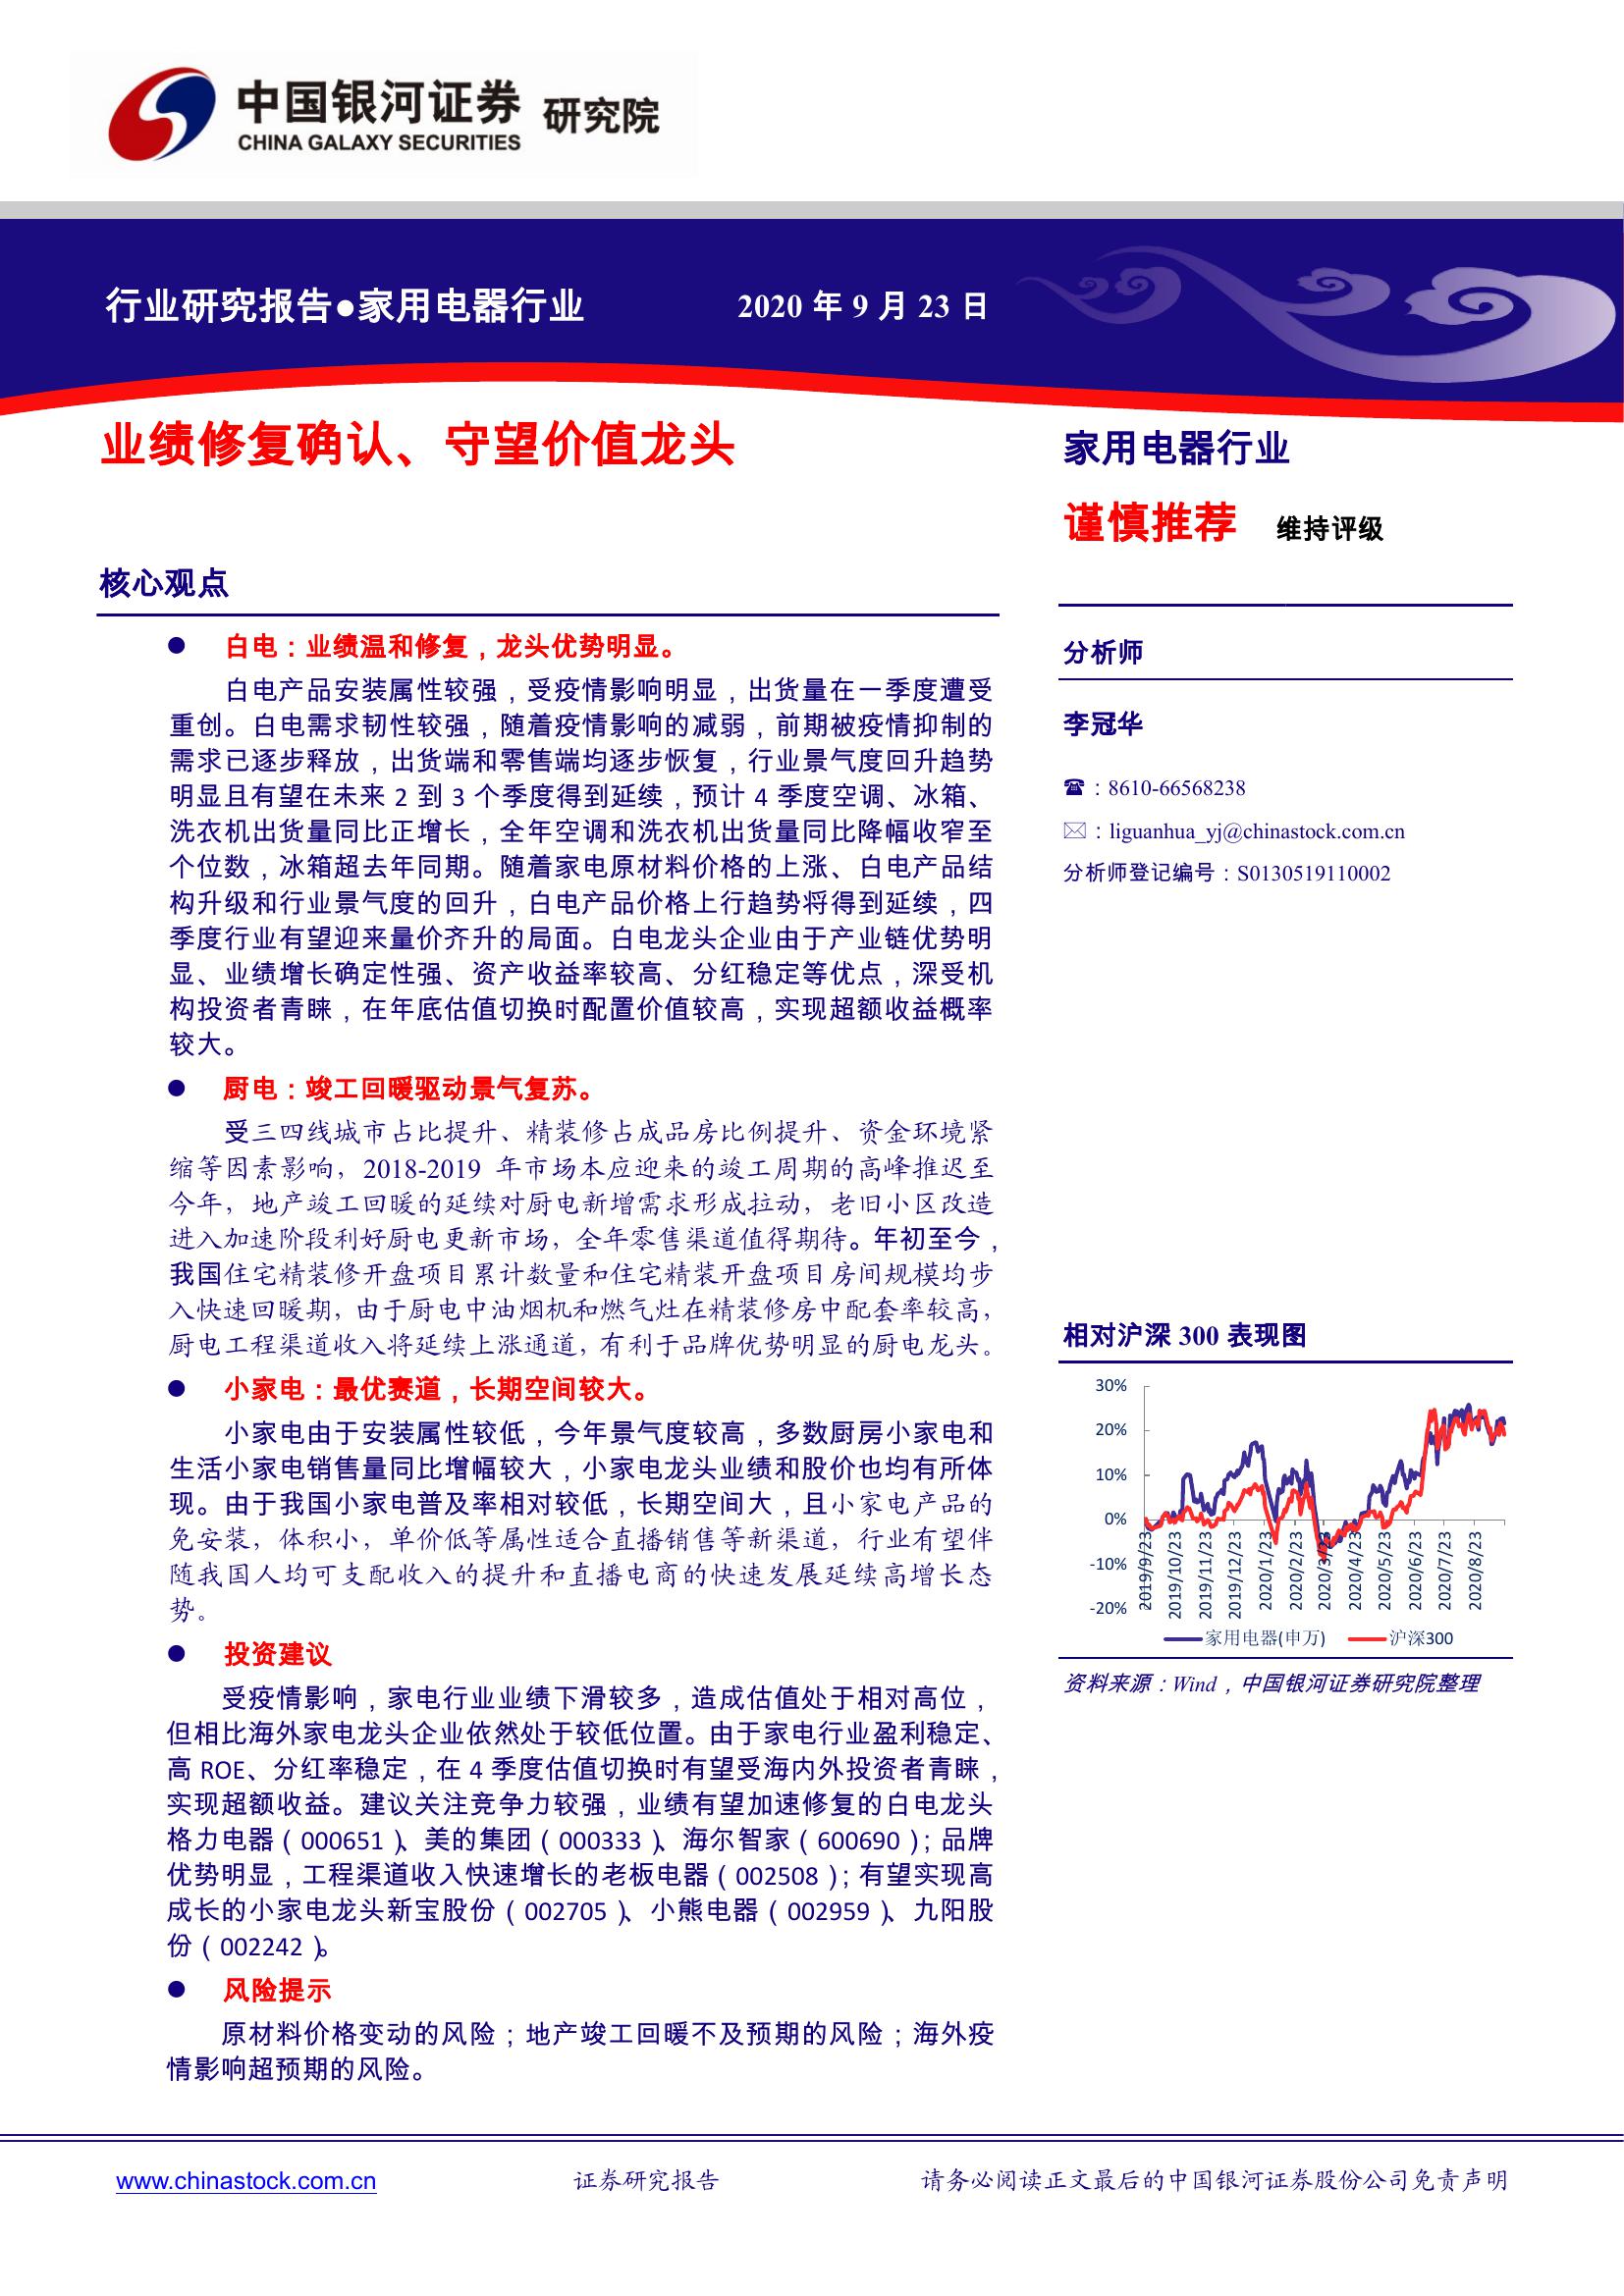 中国银河证券 研究院
CHINA GALAXY SECURITIES
行业研究报告●家用电器行业 2020 年 9 月 23 日
业绩修复确认、守望价值龙头
核心观点
● 白电：业绩温和修复，龙头优势明显。
白电产品安装属性较强，受疫情影响明显，出货量在一季度遭受
重创。白电需求韧性较强，随着疫情影响的减弱，前期被疫情抑制的
需求已逐步释放，出货端和零售端均逐步恢复，行业景气度回升趋势
明显且有望在未来 2 到 3 个季度得到延续，预计 4 季度空调、冰箱、
洗衣机出货量同比正增长，全年空调和洗衣机出货量同比降幅收窄至
个位数，冰箱超去年同期。随着家电原材料价格的上涨、白电产品结
构升级和行业景气度的回升，白电产品价格上行趋势将得到延续，四
季度行业有望迎来量价齐升的局面。白电龙头企业由于产业链优势明
显、业绩增长确定性强、资产收益率较高、分红稳定等优点，深受机
构投资者青睐，在年底估值切换时配置价值较高，实现超额收益概率
较大。
● 厨电：竣工回暖驱动景气复苏。
受三四线城市占比提升、精装修占成品房比例提升、资金环境紧
缩等因素影响，2018-2019 年市场本应迎来的竣工周期的高峰推迟至
今年，地产竣工回暖的延续对厨电新增需求形成拉动，老旧小区改造
进入加速阶段利好厨电更新市场，全年零售渠道值得期待。年初至今，
我国住宅精装修开盘项目累计数量和住宅精装开盘项目房间规模均步
入快速回暖期，由于厨电中油烟机和燃气灶在精装修房中配套率较高，
厨电工程渠道收入将延续上涨通道，有利于品牌优势明显的厨电龙头。
● 小家电：最优赛道，长期空间较大。
小家电由于安装属性较低，今年景气度较高，多数厨房小家电和
生活小家电销售量同比增幅较大，小家电龙头业绩和股价也均有所体
现。由于我国小家电普及率相对较低，长期空间大，且小家电产品的
免安装，体积小，单价低等属性适合直播销售等新渠道，行业有望伴
随我国人均可支配收入的提升和直播电商的快速发展延续高增长态
势。
● 投资建议
受疫情影响，家电行业业绩下滑较多，造成估值处于相对高位，
但相比海外家电龙头企业依然处于较低位置。由于家电行业盈利稳定、
高 ROE、分红率稳定，在 4 季度估值切换时有望受海内外投资者青睐，
实现超额收益。建议关注竞争力较强，业绩有望加速修复的白电龙头
格力电器（000651）、美的集团（000333）、海尔智家（600690）；品牌
优势明显，工程渠道收入快速增长的老板电器（002508）；有望实现高
成长的小家电龙头新宝股份（002705）、小熊电器（002959）、九阳股
份（002242）。
● 风险提示
原材料价格变动的风险；地产竣工回暖不及预期的风险；海外疫
情影响超预期的风险。
家用电器行业
谨慎推荐 维持评级
分析师
李冠华
☎：8610-66568238
✉：liguanhua_yj@chinastock.com.cn
分析师登记编号：S0130519110002
相对沪深 300 表现图
30%
20%
10%
0%
-10%
-20%
2019/9/23
2019/10/23
2019/11/23
2019/12/23
2020/1/23
2020/2/23
2020/3/23
2020/4/23
2020/5/23
2020/6/23
2020/7/23
2020/8/23
家用电器(申万) 沪深300
资料来源：Wind，中国银河证券研究院整理
www.chinastock.com.cn 证券研究报告 请务必阅读正文最后的中国银河证券股份公司免责声明